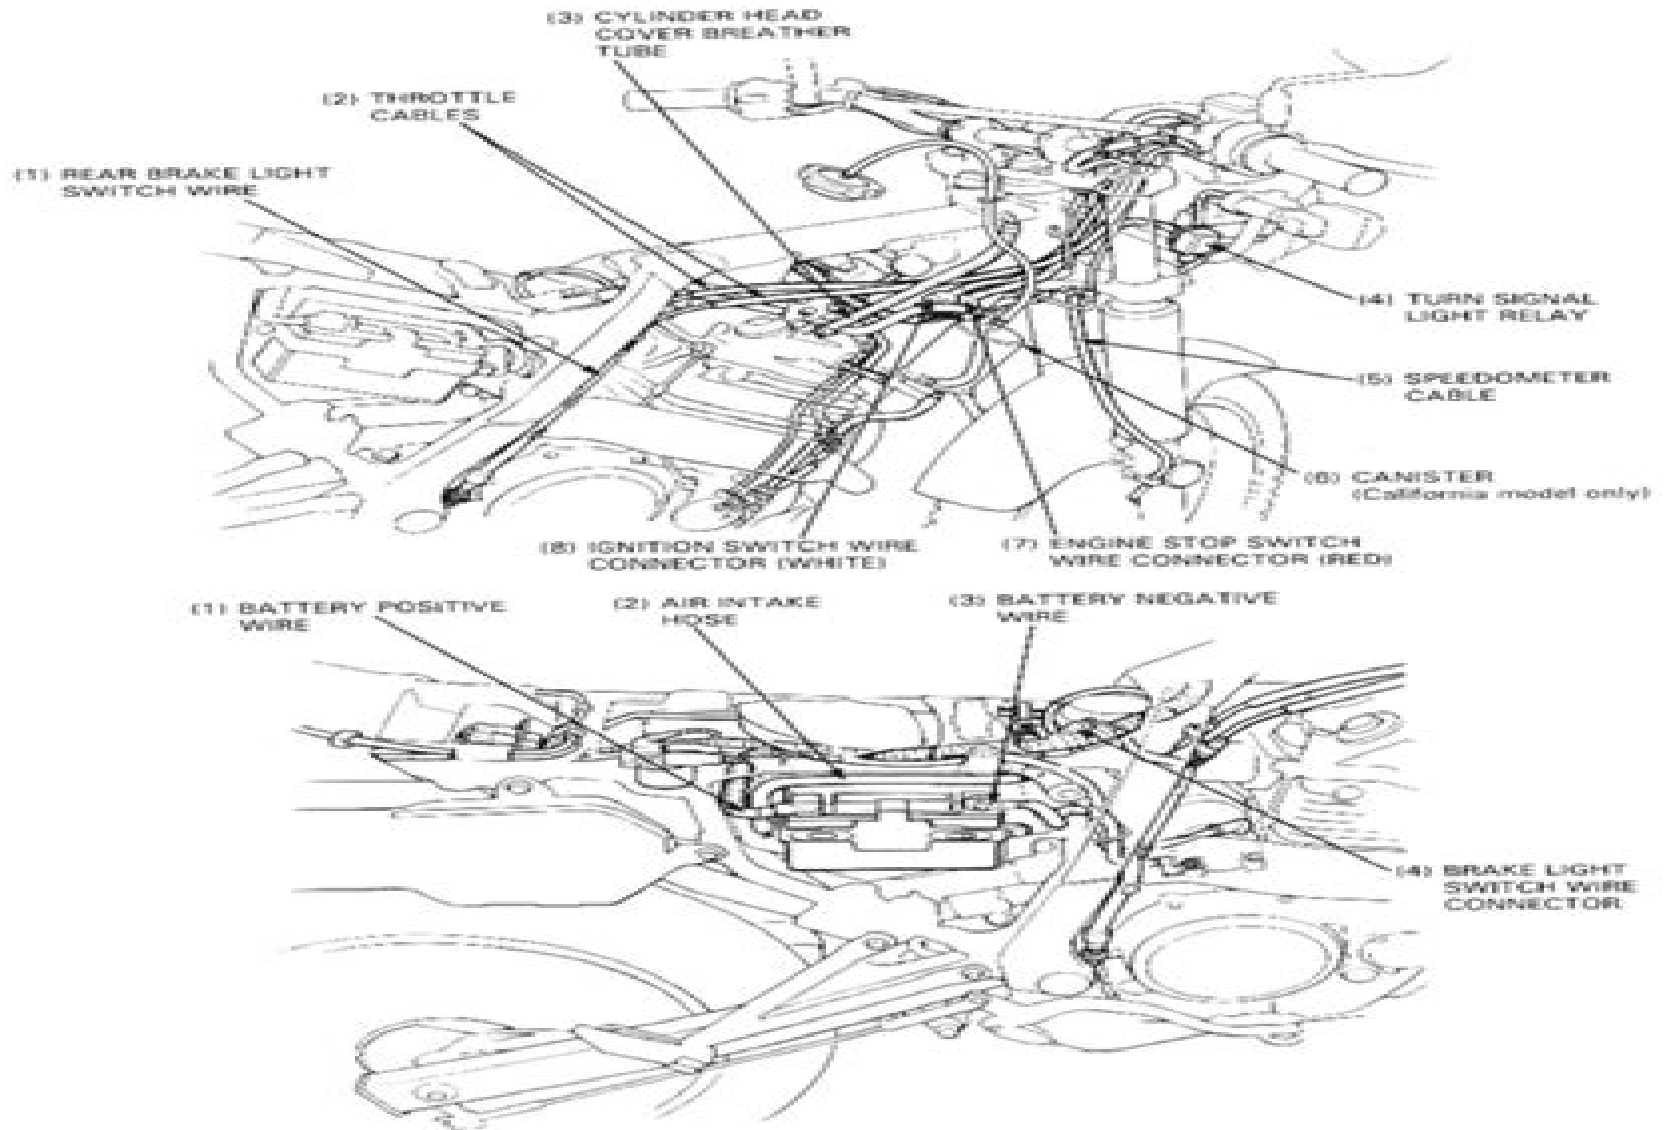 (3) CYLINDER HEAD
COVER BREATHER
TUBE
(2) THROTTLE
CABLES
(1) REAR BRAKE LIGHT
SWITCH WIRE
(4) TURN SIGNAL
LIGHT RELAY
(5) SPEEDOMETER
CABLE
(6) CANISTER
(California model only)
(8) IGNITION SWITCH WIRE
CONNECTOR (WHITE)
(7) ENGINE STOP SWITCH
WIRE CONNECTOR (RED)
(1) BATTERY POSITIVE
WIRE
(2) AIR INTAKE
HOSE
(3) BATTERY NEGATIVE
WIRE
(4) BRAKE LIGHT
SWITCH WIRE
CONNECTOR